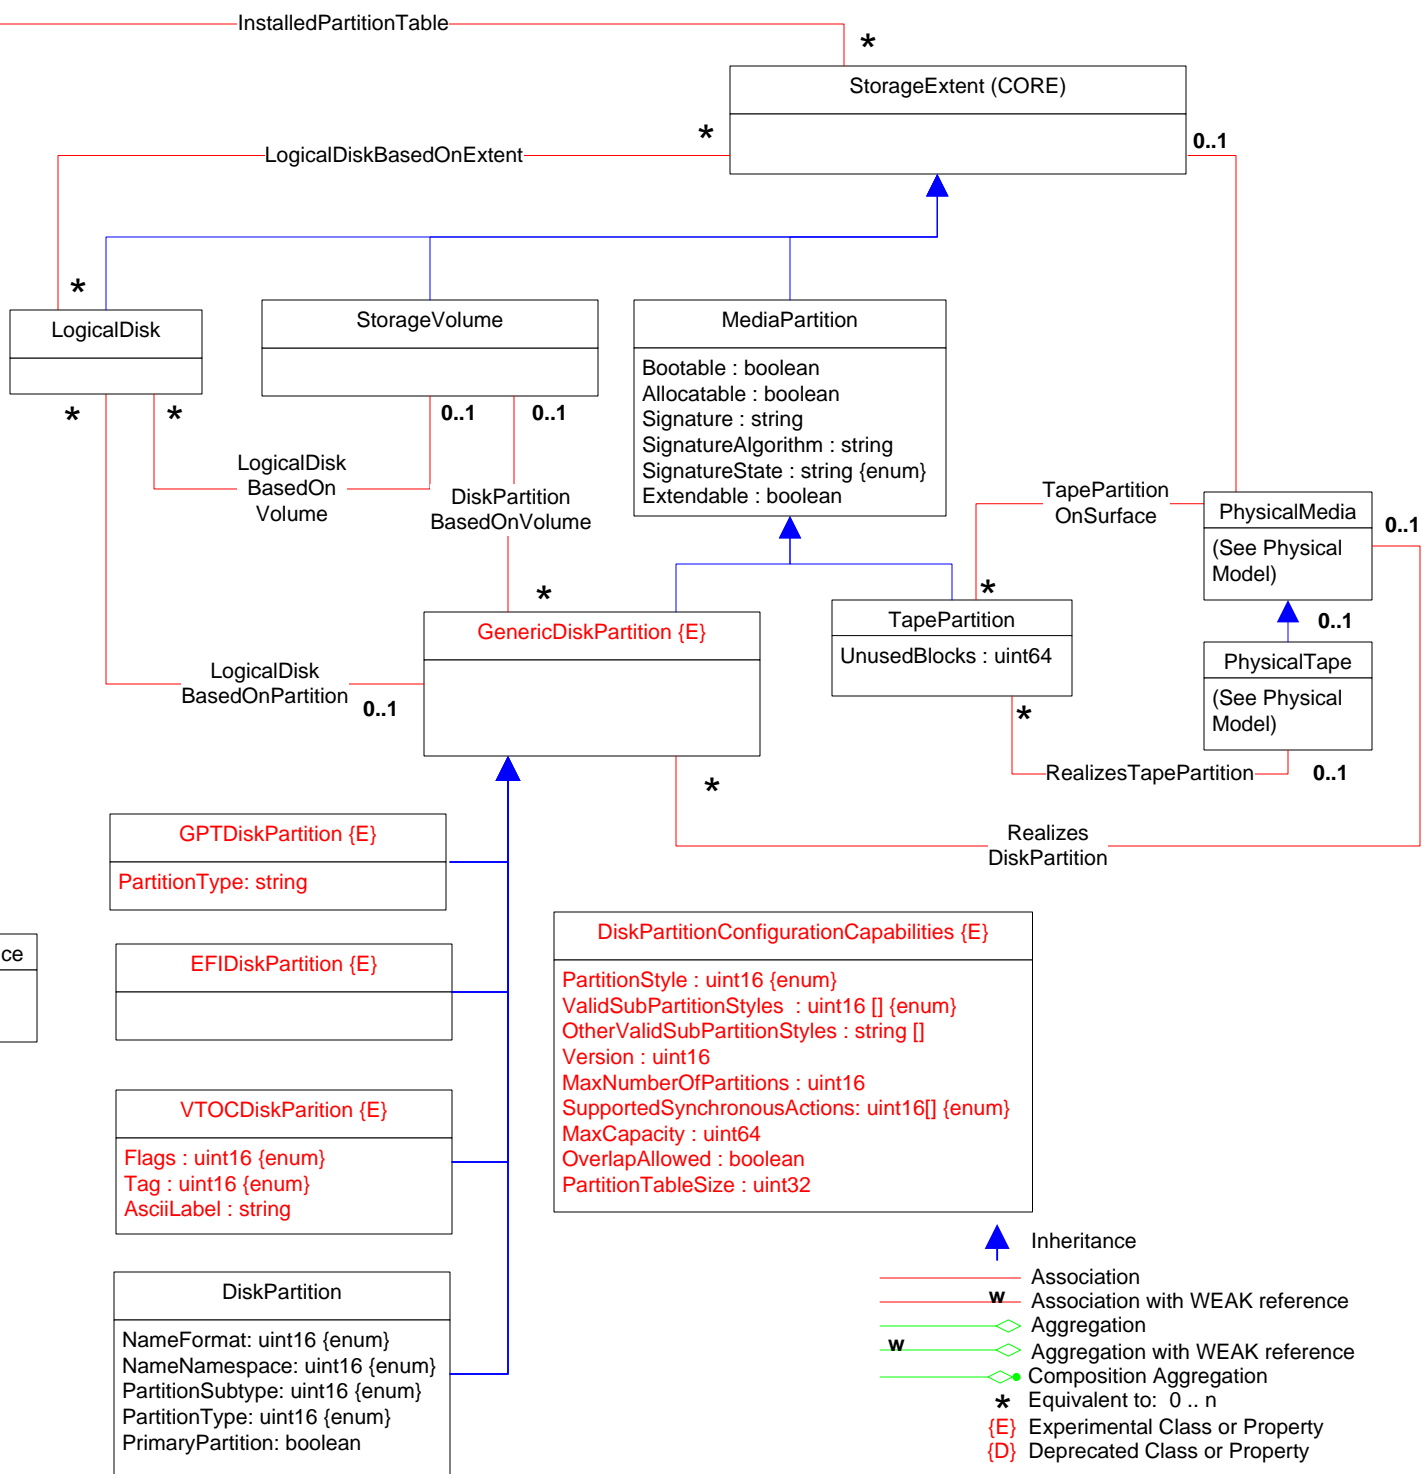 InstalledPartitionTable
*
StorageExtent (CORE)
*
0..1
LogicalDiskBasedOnExtent
*
LogicalDisk
StorageVolume
MediaPartition
Bootable : boolean
Allocatable : boolean
Signature : string
SignatureAlgorithm : string
SignatureState : string {enum}
Extendable : boolean
*
*
0..1
0..1
LogicalDisk
BasedOn
Volume
DiskPartition
BasedOnVolume
TapePartition
OnSurface
PhysicalMedia
(See Physical
Model)
0..1
*
*
GenericDiskPartition {E}
TapePartition
UnusedBlocks : uint64
0..1
PhysicalTape
(See Physical
Model)
LogicalDisk
BasedOnPartition
0..1
*
RealizesTapePartition
0..1
*
Realizes
DiskPartition
GPTDiskPartition {E}
PartitionType: string
ce
EFIDiskPartition {E}
DiskPartitionConfigurationCapabilities {E}
PartitionStyle : uint16 {enum}
ValidSubPartitionStyles : uint16 [] {enum}
OtherValidSubPartitionStyles : string []
Version : uint16
MaxNumberOfPartitions : uint16
SupportedSynchronousActions: uint16[] {enum}
MaxCapacity : uint64
OverlapAllowed : boolean
PartitionTableSize : uint32
VTOCDiskParition {E}
Flags : uint16 {enum}
Tag : uint16 {enum}
AsciiLabel : string
DiskPartition
NameFormat: uint16 {enum}
NameNamespace: uint16 {enum}
PartitionSubtype: uint16 {enum}
PartitionType: uint16 {enum}
PrimaryPartition: boolean
Inheritance
Association
w Association with WEAK reference
Aggregation
w Aggregation with WEAK reference
Composition Aggregation
* Equivalent to: 0 .. n
{E} Experimental Class or Property
{D} Deprecated Class or Property